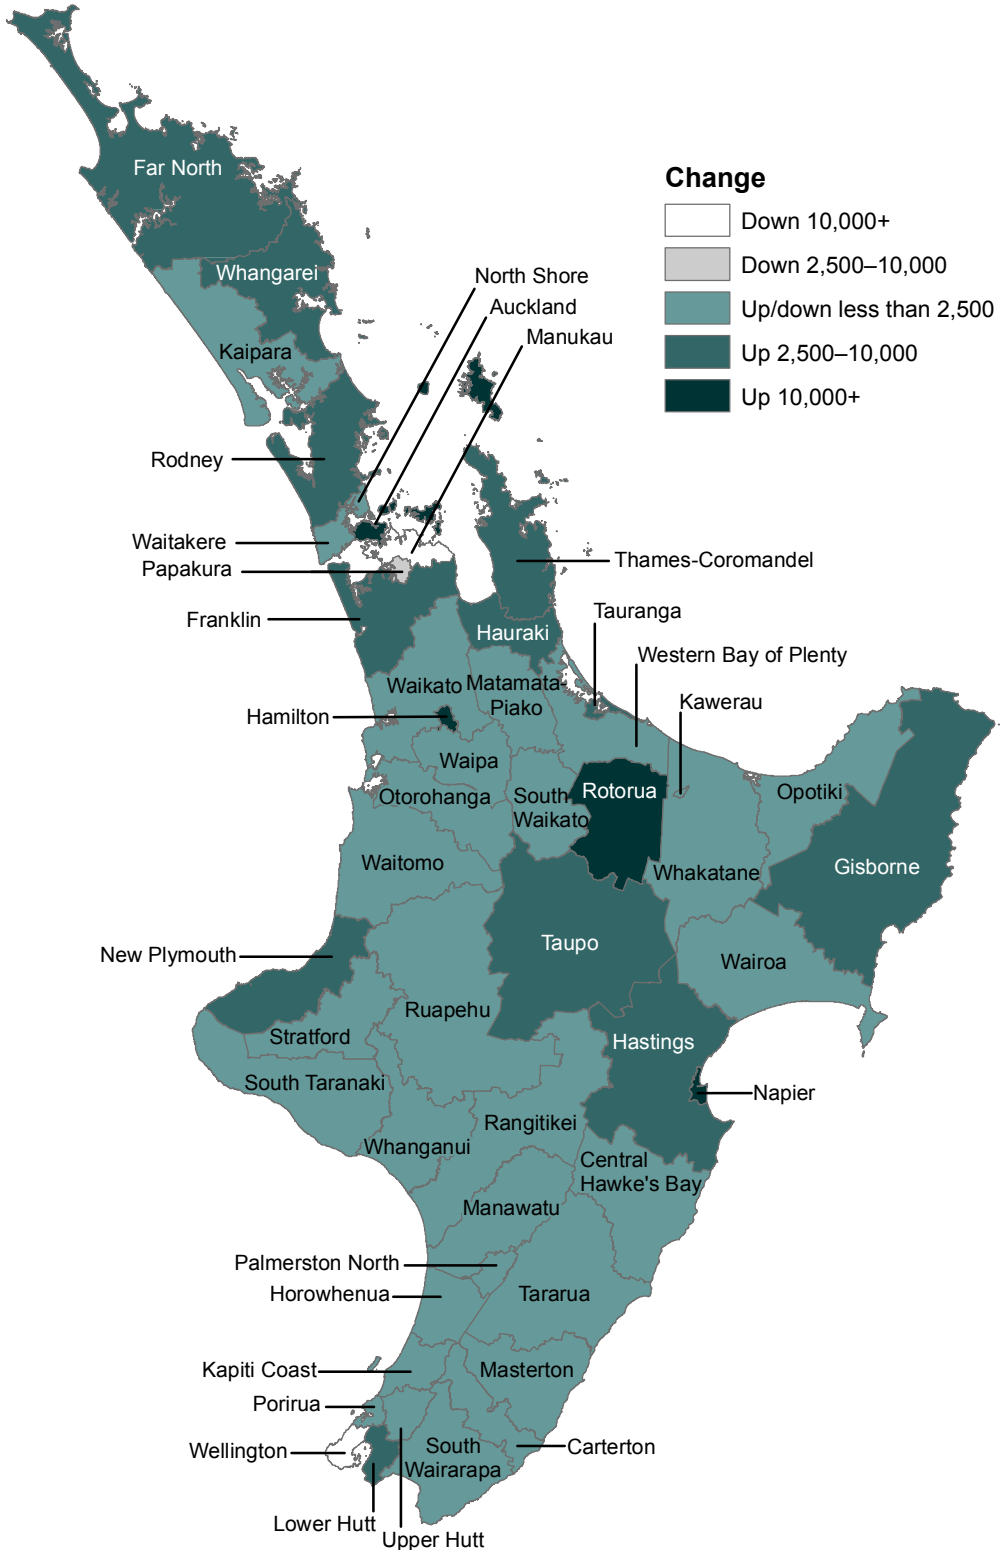 Far North
Change
Down 10,000+
Down 2,500–10,000
Up/down less than 2,500
Up 2,500–10,000
Up 10,000+
Whangarei
North Shore
Auckland
Manukau
Kaipara
Rodney
Waitakere
Papakura
Thames-Coromandel
Franklin
Tauranga
Hauraki
Western Bay of Plenty
Waikato
Matamata-
Piako
Kawerau
Hamilton
Waipa
Otorohanga
South
Waikato
Rotorua
Opotiki
Waitomo
Whakatane
Gisborne
New Plymouth
Taupo
Wairoa
Ruapehu
Stratford
Hastings
South Taranaki
Napier
Rangitikei
Whanganui
Central
Hawke's Bay
Manawatu
Palmerston North
Horowhenua
Tararua
Kapiti Coast
Masterton
Porirua
Wellington
South
Wairarapa
Carterton
Lower Hutt
Upper Hutt